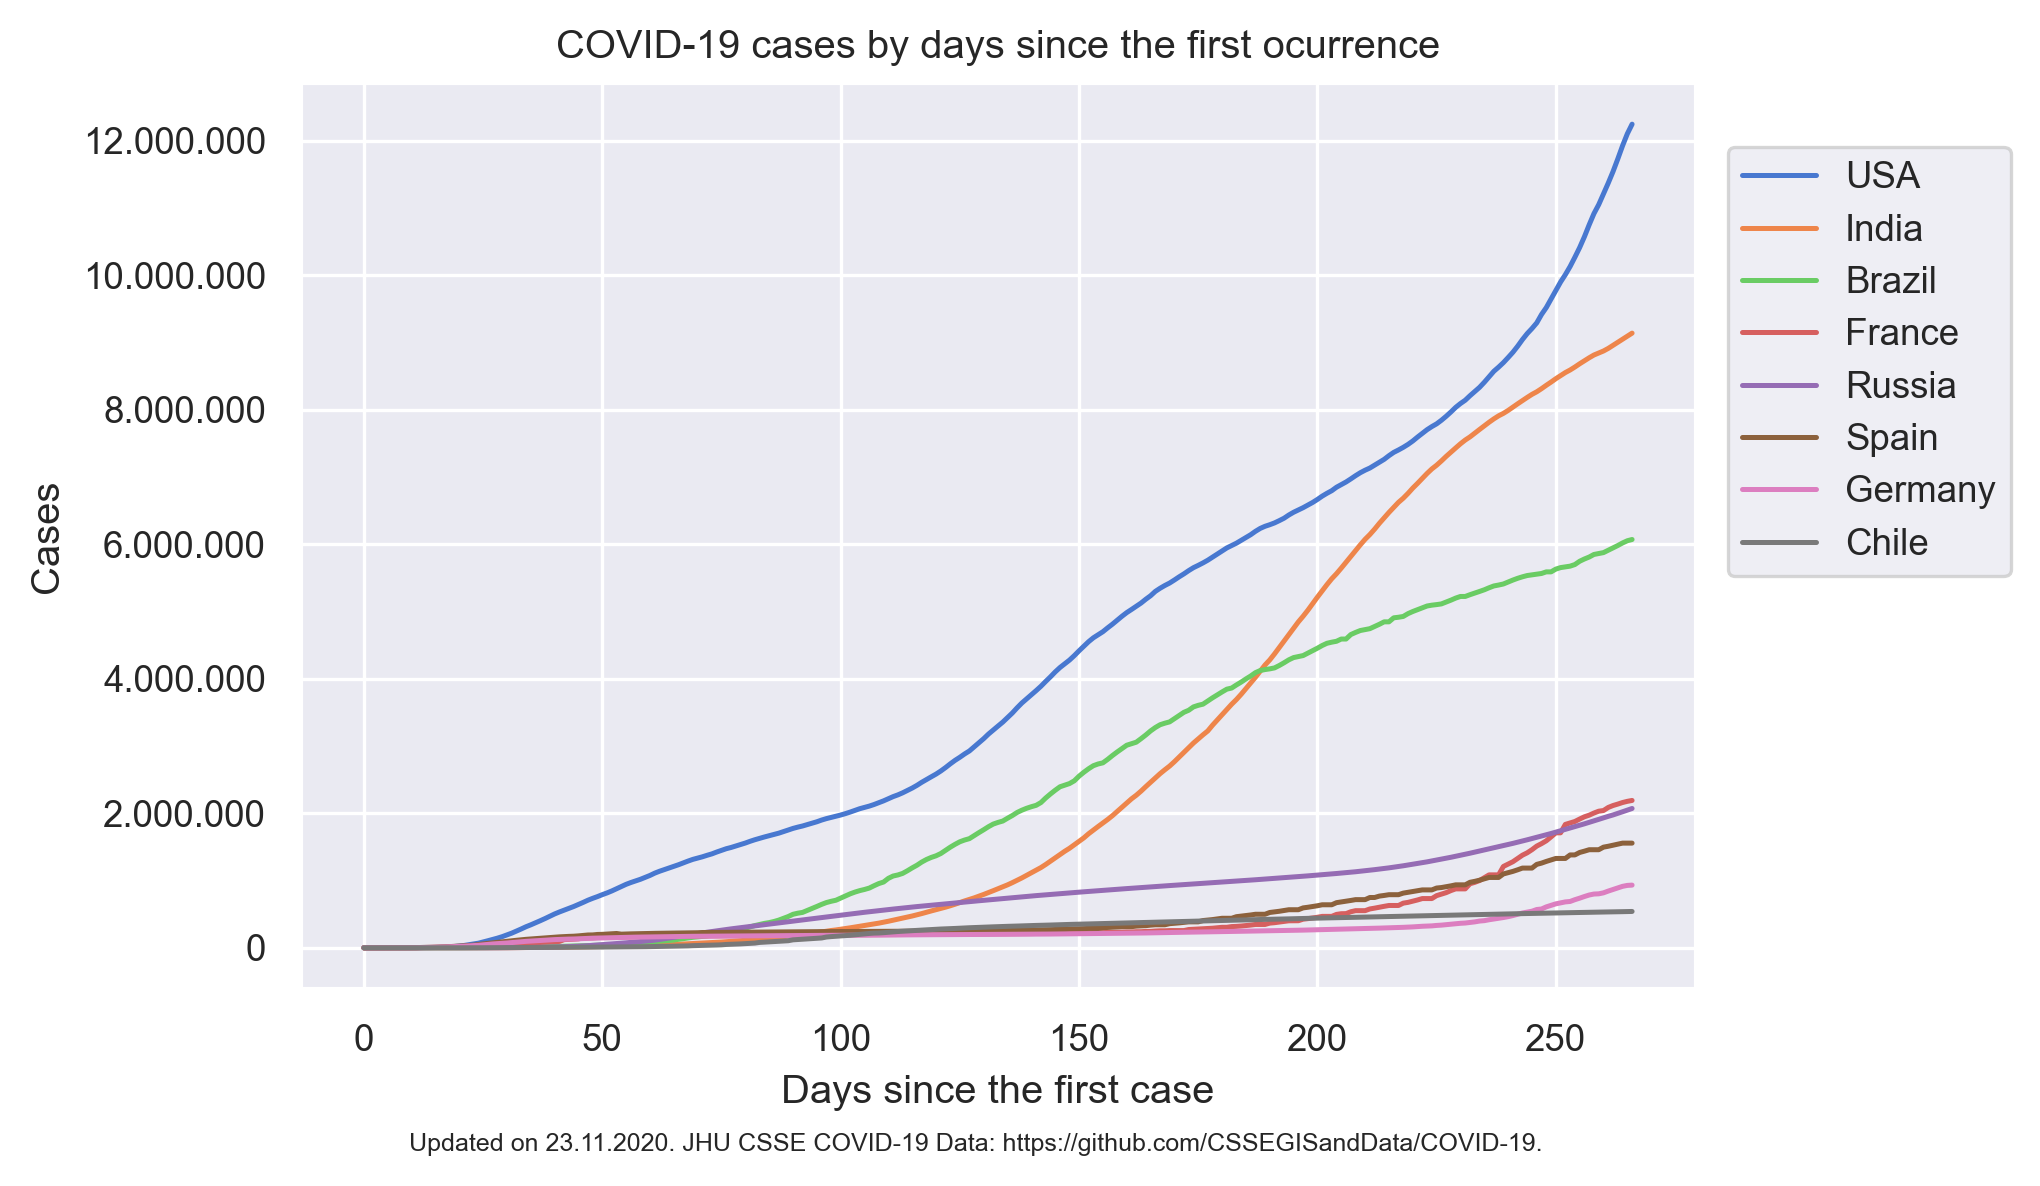 COVID-19 cases by days since the first ocurrence
12.000.000
10.000.000
8.000.000
6.000.000
4.000.000
2.000.000
0
Cases
0 50 100 150 200 250
Days since the first case
USA
India
Brazil
France
Russia
Spain
Germany
Chile
Updated on 23.11.2020. JHU CSSE COVID-19 Data: https://github.com/CSSEGISandData/COVID-19.